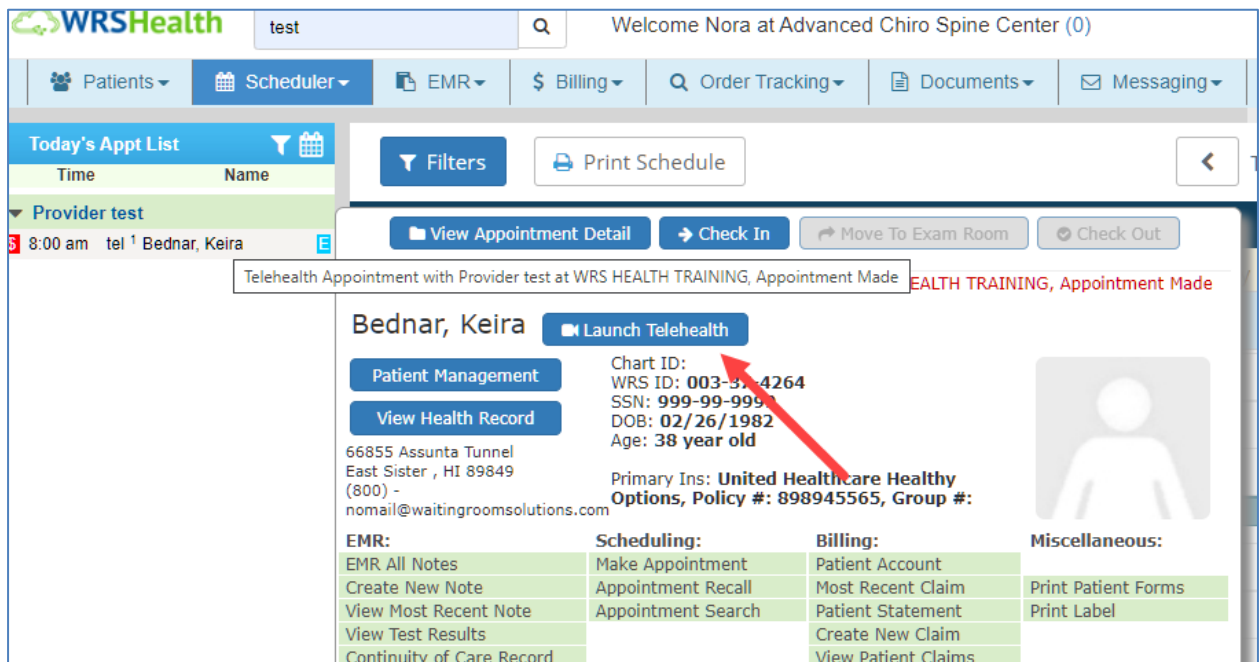 WRSHealth
test
Welcome Nora at Advanced Chiro Spine Center (0)
Patients
Scheduler
EMR
$ Billing
Order Tracking
Documents
Messaging
Today's Appt List
Time Name
Filters
Print Schedule
Provider test
$ 8:00 am tel 1 Bednar, Keira E
View Appointment Detail
Check In
Move To Exam Room
Check Out
Telehealth Appointment with Provider test at WRS HEALTH TRAINING, Appointment Made
EALTH TRAINING, Appointment Made
Bednar, Keira
Launch Telehealth
Patient Management
View Health Record
66855 Assunta Tunnel
East Sister , HI 89849
(800) -
nomail@waitingroomsolutions.com
Chart ID:
WRS ID: 003-37-4264
SSN: 999-99-9999
DOB: 02/26/1982
Age: 38 year old
Primary Ins: United Healthcare Healthy
Options, Policy #: 898945565, Group #:
EMR: Scheduling: Billing: Miscellaneous:
EMR All Notes Make Appointment Patient Account
Create New Note Appointment Recall Most Recent Claim Print Patient Forms
View Most Recent Note Appointment Search Patient Statement Print Label
View Test Results Create New Claim
Continuity of Care Record View Patient Claims